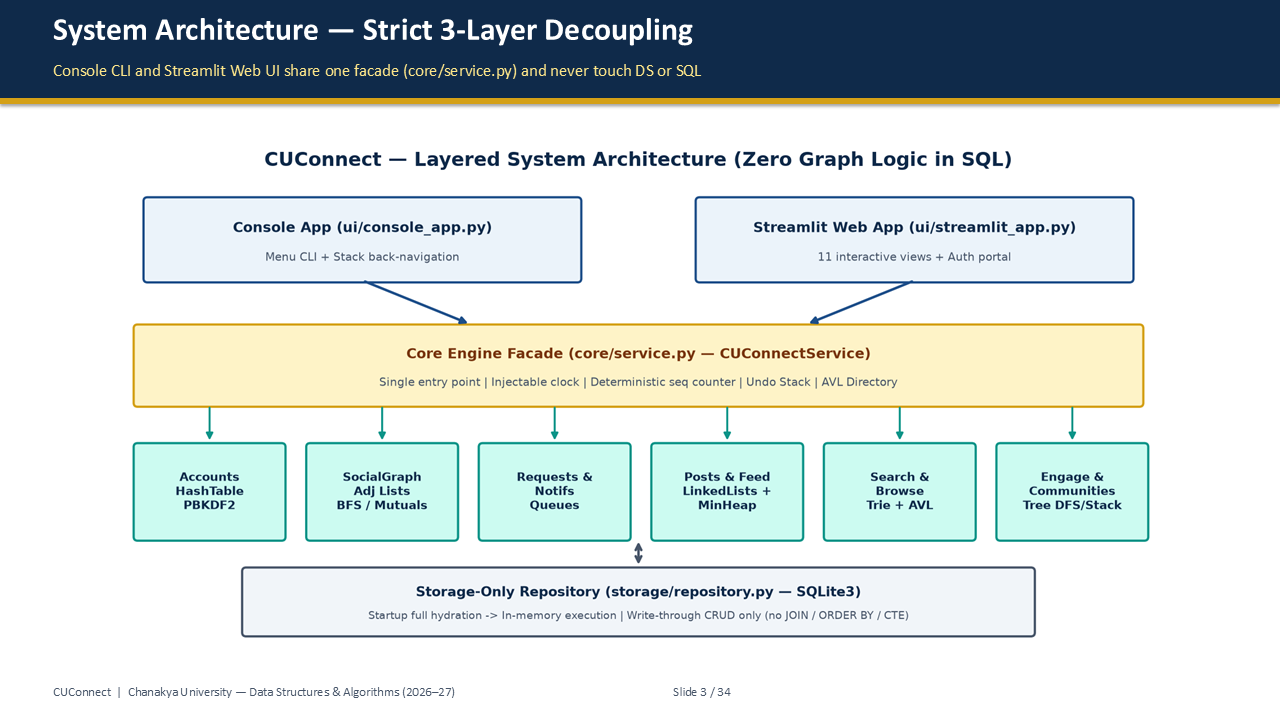 System Architecture — Strict 3-Layer Decoupling
Console CLI and Streamlit Web UI share one facade (core/service.py) and never touch DS or SQL
CUConnect — Layered System Architecture (Zero Graph Logic in SQL)
Console App (ui/console_app.py)
Menu CLI + Stack back-navigation
Streamlit Web App (ui/streamlit_app.py)
11 interactive views + Auth portal
Core Engine Facade (core/service.py — CUConnectService)
Single entry point | Injectable clock | Deterministic seq counter | Undo Stack | AVL Directory
Accounts
HashTable
PBKDF2
SocialGraph
Adj Lists
BFS / Mutuals
Requests &
Notifs
Queues
Posts & Feed
LinkedLists +
MinHeap
Search &
Browse
Trie + AVL
Engage &
Communities
Tree DFS/Stack
Storage-Only Repository (storage/repository.py — SQLite3)
Startup full hydration -> In-memory execution | Write-through CRUD only (no JOIN / ORDER BY / CTE)
CUConnect | Chanakya University — Data Structures & Algorithms (2026–27)
Slide 3 / 34